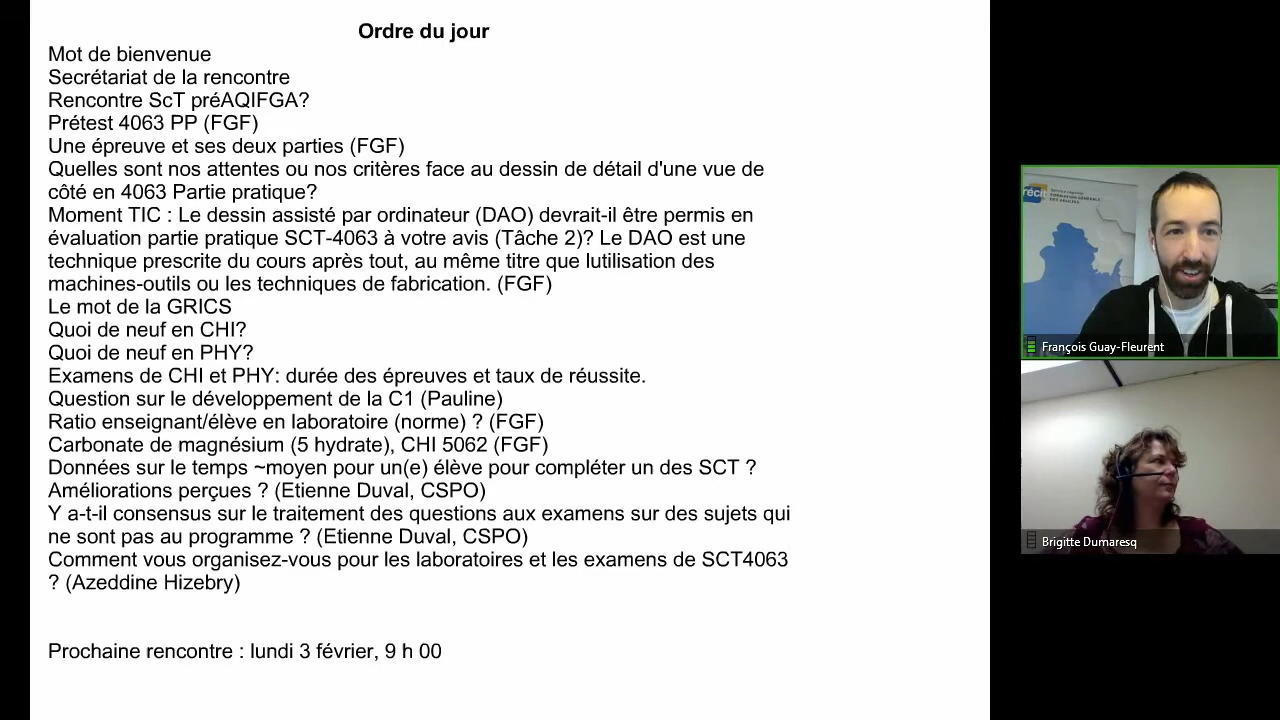 Ordre du jour
Mot de bienvenue
Secrétariat de la rencontre
Rencontre ScT préAQIFGA?
Prétest 4063 PP (FGF)
Une épreuve et ses deux parties (FGF)
Quelles sont nos attentes ou nos critères face au dessin de détail d'une vue de
côté en 4063 Partie pratique?
Moment TIC : Le dessin assisté par ordinateur (DAO) devrait-il être permis en
évaluation partie pratique SCT-4063 à votre avis (Tâche 2)? Le DAO est une
technique prescrite du cours après tout, au même titre que lutilisation des
machines-outils ou les techniques de fabrication. (FGF)
Le mot de la GRICS
Quoi de neuf en CHI?
Quoi de neuf en PHY?
Examens de CHI et PHY: durée des épreuves et taux de réussite.
Question sur le développement de la C1 (Pauline)
Ratio enseignant/élève en laboratoire (norme) ? (FGF)
Carbonate de magnésium (5 hydrate), CHI 5062 (FGF)
Données sur le temps ~moyen pour un(e) élève pour compléter un des SCT ?
Améliorations perçues ? (Etienne Duval, CSPO)
Y a-t-il consensus sur le traitement des questions aux examens sur des sujets qui
ne sont pas au programme ? (Etienne Duval, CSPO)
Comment vous organisez-vous pour les laboratoires et les examens de SCT4063
? (Azeddine Hizebry)
Prochaine rencontre : lundi 3 février, 9 h 00
récit
Service régional
FORMATION GÉNÉRALE
DES ADULTES
François Guay-Fleurent
Brigitte Dumaresq